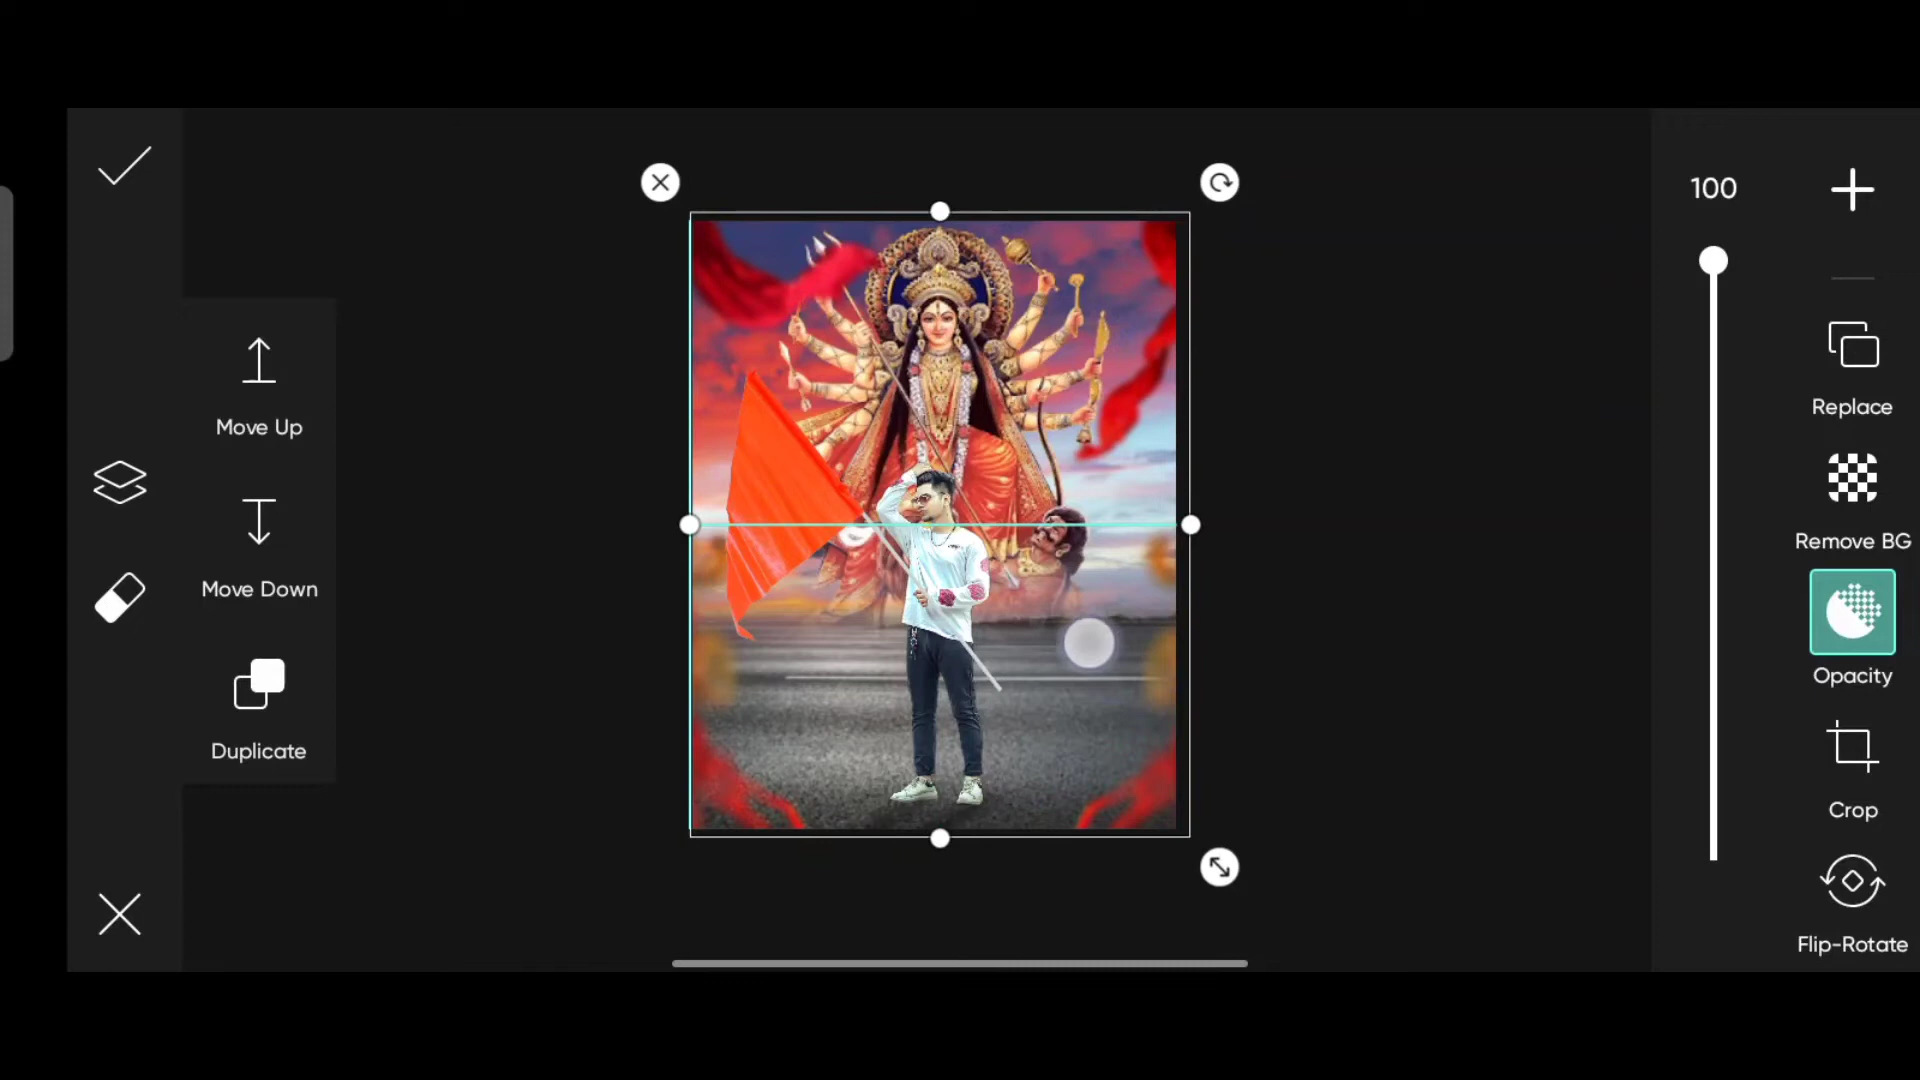 100
Replace
Move Up
Remove BG
Move Down
Opacity
Duplicate
Crop
Flip-Rotate